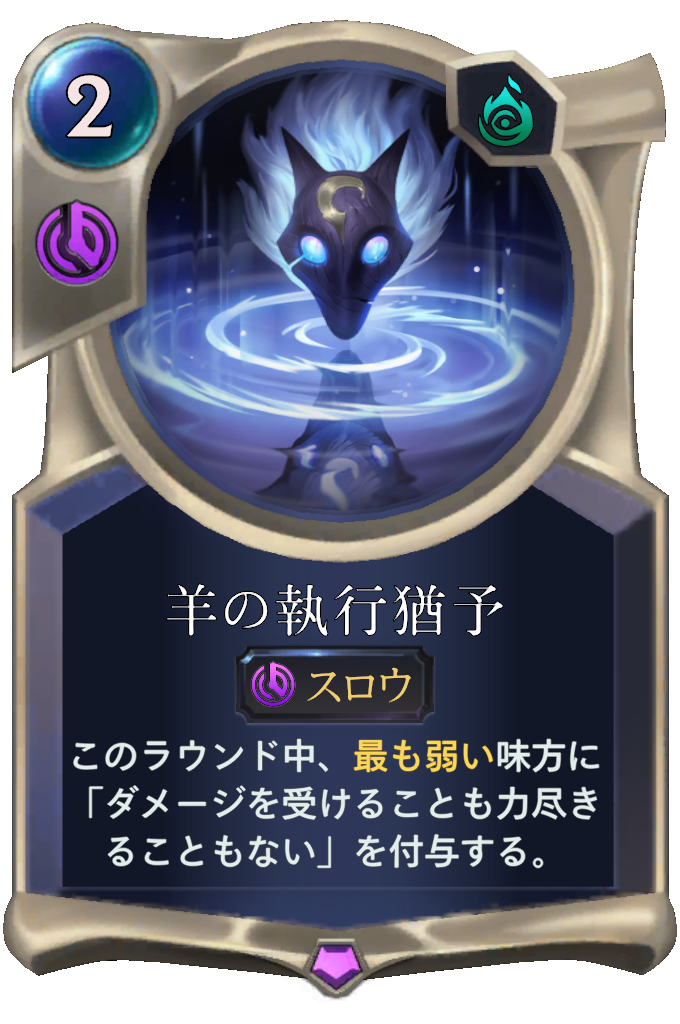 2
羊の執行猶予
スロウ
このラウンド中、最も弱い味方に
「ダメージを受けることも力尽き
ることもない」を付与する。